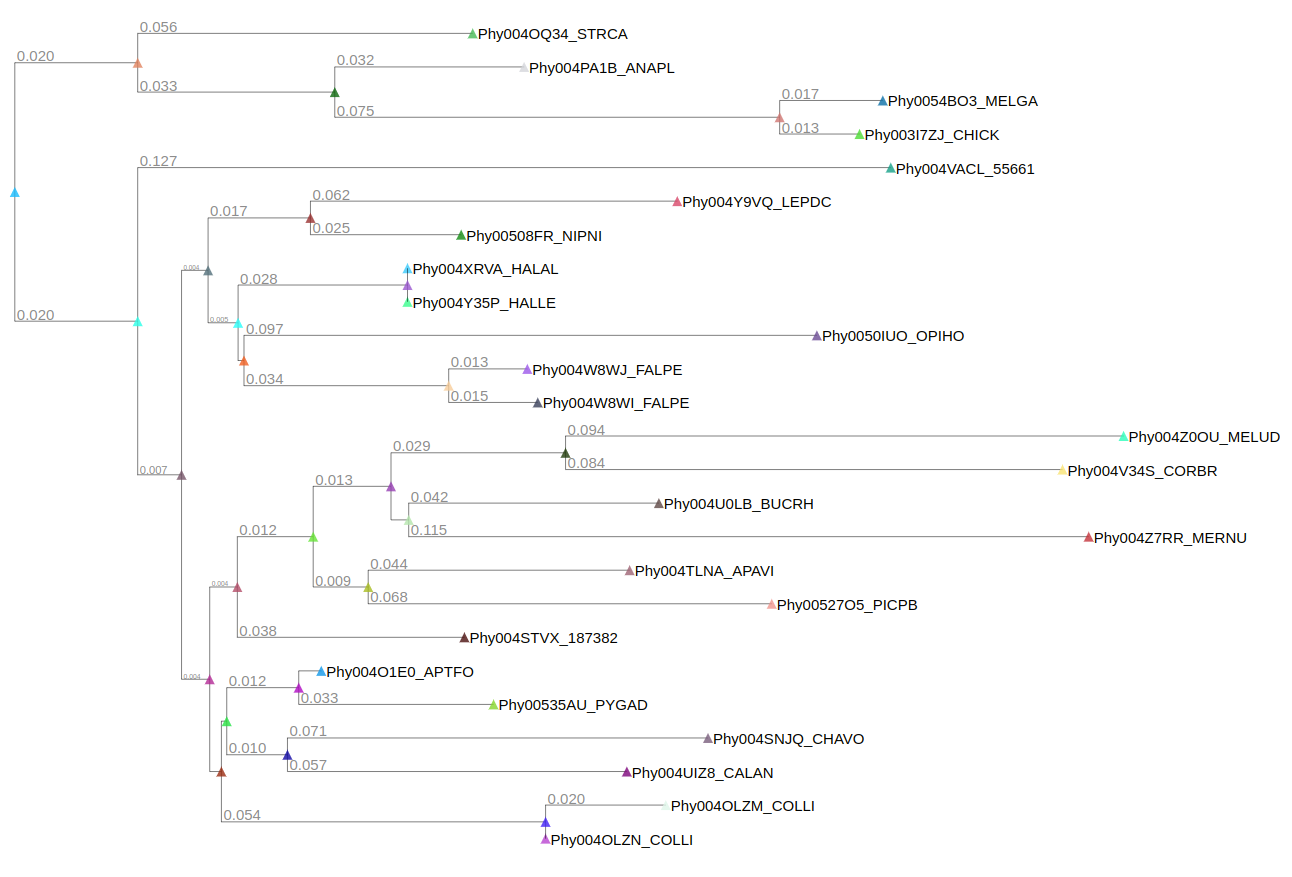 0.056
Phy004OQ34_STRCA
0.020
0.032
Phy004PA1B_ANAPL
0.033
0.017
Phy0054BO3_MELGA
0.075
0.013
Phy003I7ZJ_CHICK
0.127
Phy004VACL_55661
0.062
Phy004Y9VQ_LEPDC
0.017
0.025
Phy00508FR_NIPNI
0.004
Phy004XRVA_HALAL
0.028
Phy004Y35P_HALLE
0.020
0.005
0.097
Phy0050IUO_OPIHO
0.013
Phy004W8WJ_FALPE
0.034
0.015
Phy004W8WI_FALPE
0.094
Phy004Z0OU_MELUD
0.029
0.084
Phy004V34S_CORBR
0.007
0.013
0.042
Phy004U0LB_BUCRH
0.012
0.115
Phy004Z7RR_MERNU
0.044
Phy004TLNA_APAVI
0.004
0.009
0.068
Phy00527O5_PICPB
0.038
Phy004STVX_187382
Phy004O1E0_APTFO
0.004
0.012
0.033
Phy00535AU_PYGAD
0.071
Phy004SNJQ_CHAVO
0.010
0.057
Phy004UIZ8_CALAN
0.020
Phy004OLZM_COLLI
0.054
Phy004OLZN_COLLI